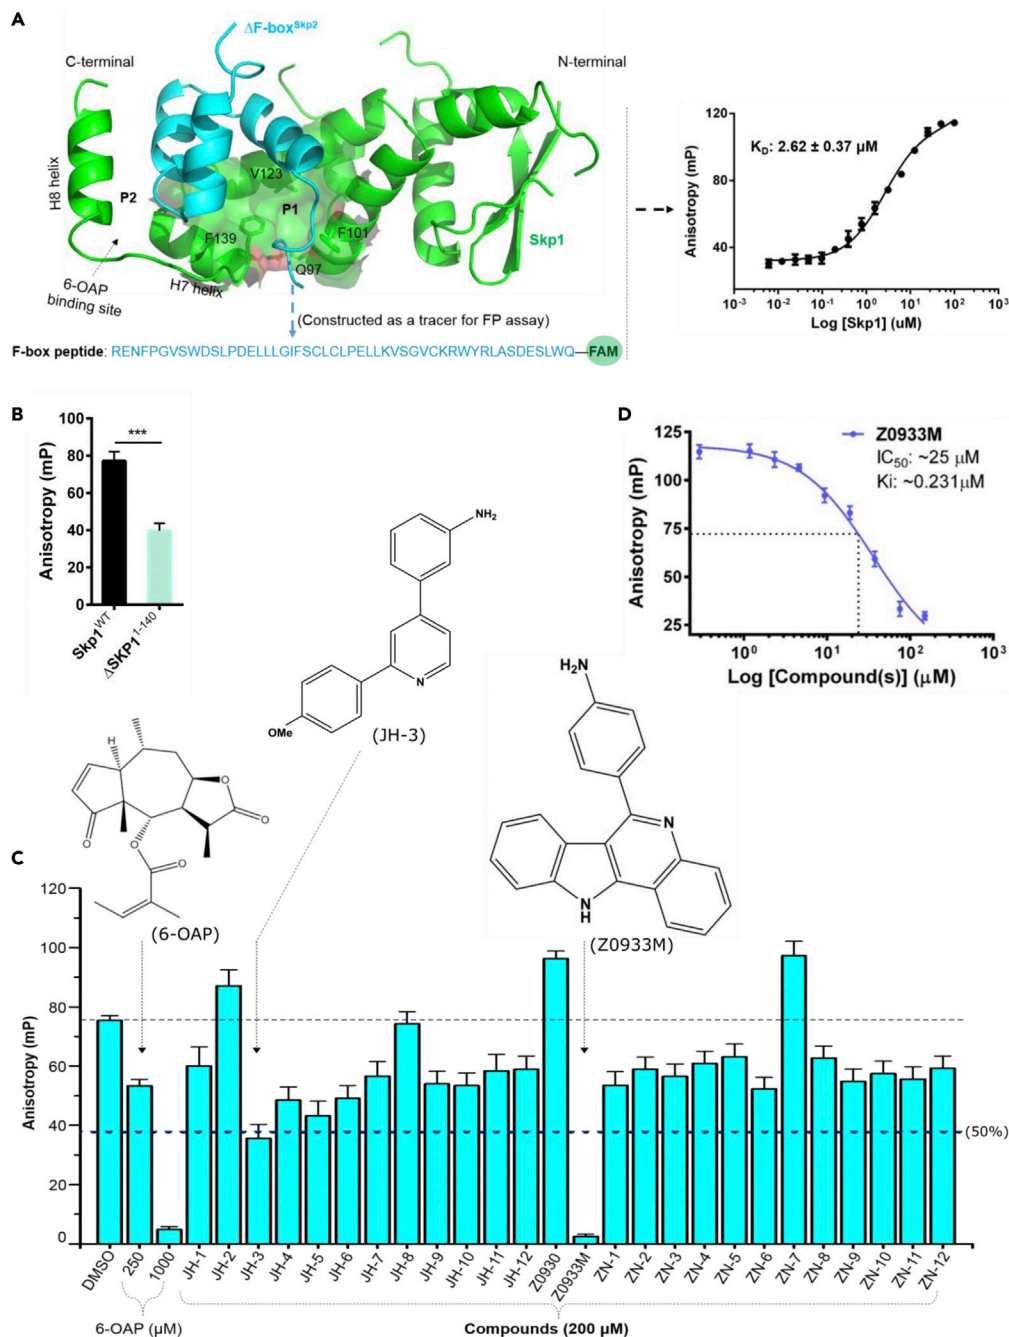 A
ΔF-box^Skp2
C-terminal
N-terminal
H8 helix
P2
V123
P1
F139
F101
Q97
Skp1
H7 helix
6-OAP
binding site
(Constructed as a tracer for FP assay)
F-box peptide: RENFPGVSWDSLPDELLLGIFSCLCLPELLKVSGVCKRWYRLASDESLWQ—FAM
120
80
40
Anisotropy (mP)
K_D: 2.62 ± 0.37 μM
10^-3 10^-2 10^-1 10^0 10^1 10^2 10^3
Log [Skp1] (uM)
B
100
80
60
40
20
0
Anisotropy (mP)
***
Skp1^WT
ΔSKP1^1-140
NH₂
N
OMe
(JH-3)
D
125
100
75
50
25
Anisotropy (mP)
Z0933M
IC₅₀: ~25 μM
Ki: ~0.231μM
10^0 10^1 10^2 10^3
Log [Compound(s)] (μM)
H
O
O
O
O
O
(6-OAP)
H₂N
N
N
H
(Z0933M)
C
120
100
80
60
40
20
0
Anisotropy (mP)
(50%)
DMSO
250
1000
JH-1
JH-2
JH-3
JH-4
JH-5
JH-6
JH-7
JH-8
JH-9
JH-10
JH-11
JH-12
Z0930
Z0933M
ZN-1
ZN-2
ZN-3
ZN-4
ZN-5
ZN-6
ZN-7
ZN-8
ZN-9
ZN-10
ZN-11
ZN-12
6-OAP (μM)
Compounds (200 μM)